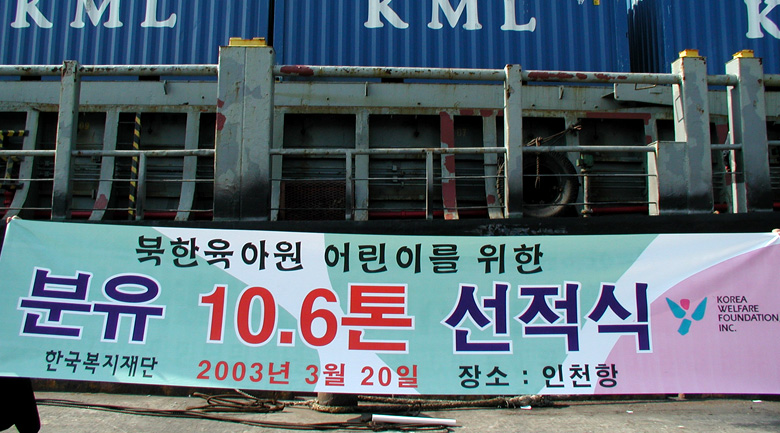 KML KML
북한육아원 어린이를 위한
분유 10.6톤 선적식
KOREA
WELFARE
FOUNDATION
INC.
한국복지재단 2003년 3월 20일 장소 : 인천항